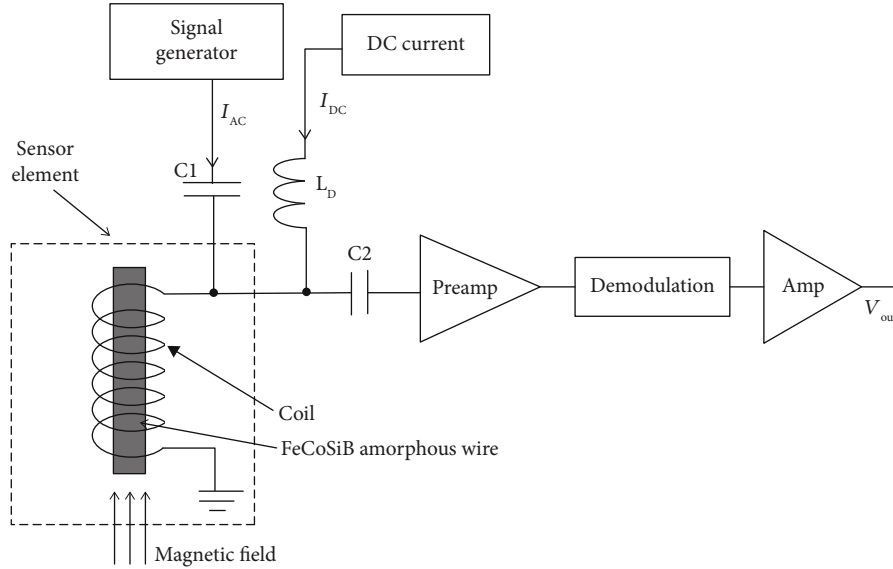 Signal
generator
DC current
I_AC
I_DC
Sensor
element
C1
L_D
C2
Preamp
Demodulation
Amp
V_ou
Coil
FeCoSiB amorphous wire
Magnetic field